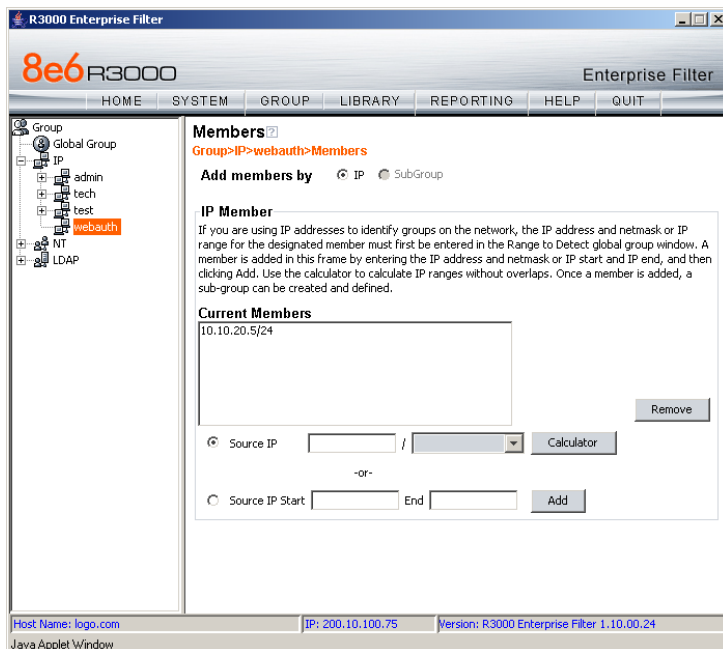 R3000 Enterprise Filter
8e6 R3000
Enterprise Filter
HOME SYSTEM GROUP LIBRARY REPORTING HELP QUIT
Group
Global Group
IP
admin
tech
test
webauth
NT
LDAP
Members?
Group>IP>webauth>Members
Add members by IP SubGroup
IP Member
If you are using IP addresses to identify groups on the network, the IP address and netmask or IP
range for the designated member must first be entered in the Range to Detect global group window. A
member is added in this frame by entering the IP address and netmask or IP start and IP end, and then
clicking Add. Use the calculator to calculate IP ranges without overlaps. Once a member is added, a
sub-group can be created and defined.
Current Members
10.10.20.5/24
Remove
Source IP / Calculator
-or-
Source IP Start End Add
Host Name: logo.com IP: 200.10.100.75 Version: R3000 Enterprise Filter 1.10.00.24
Java Applet Window